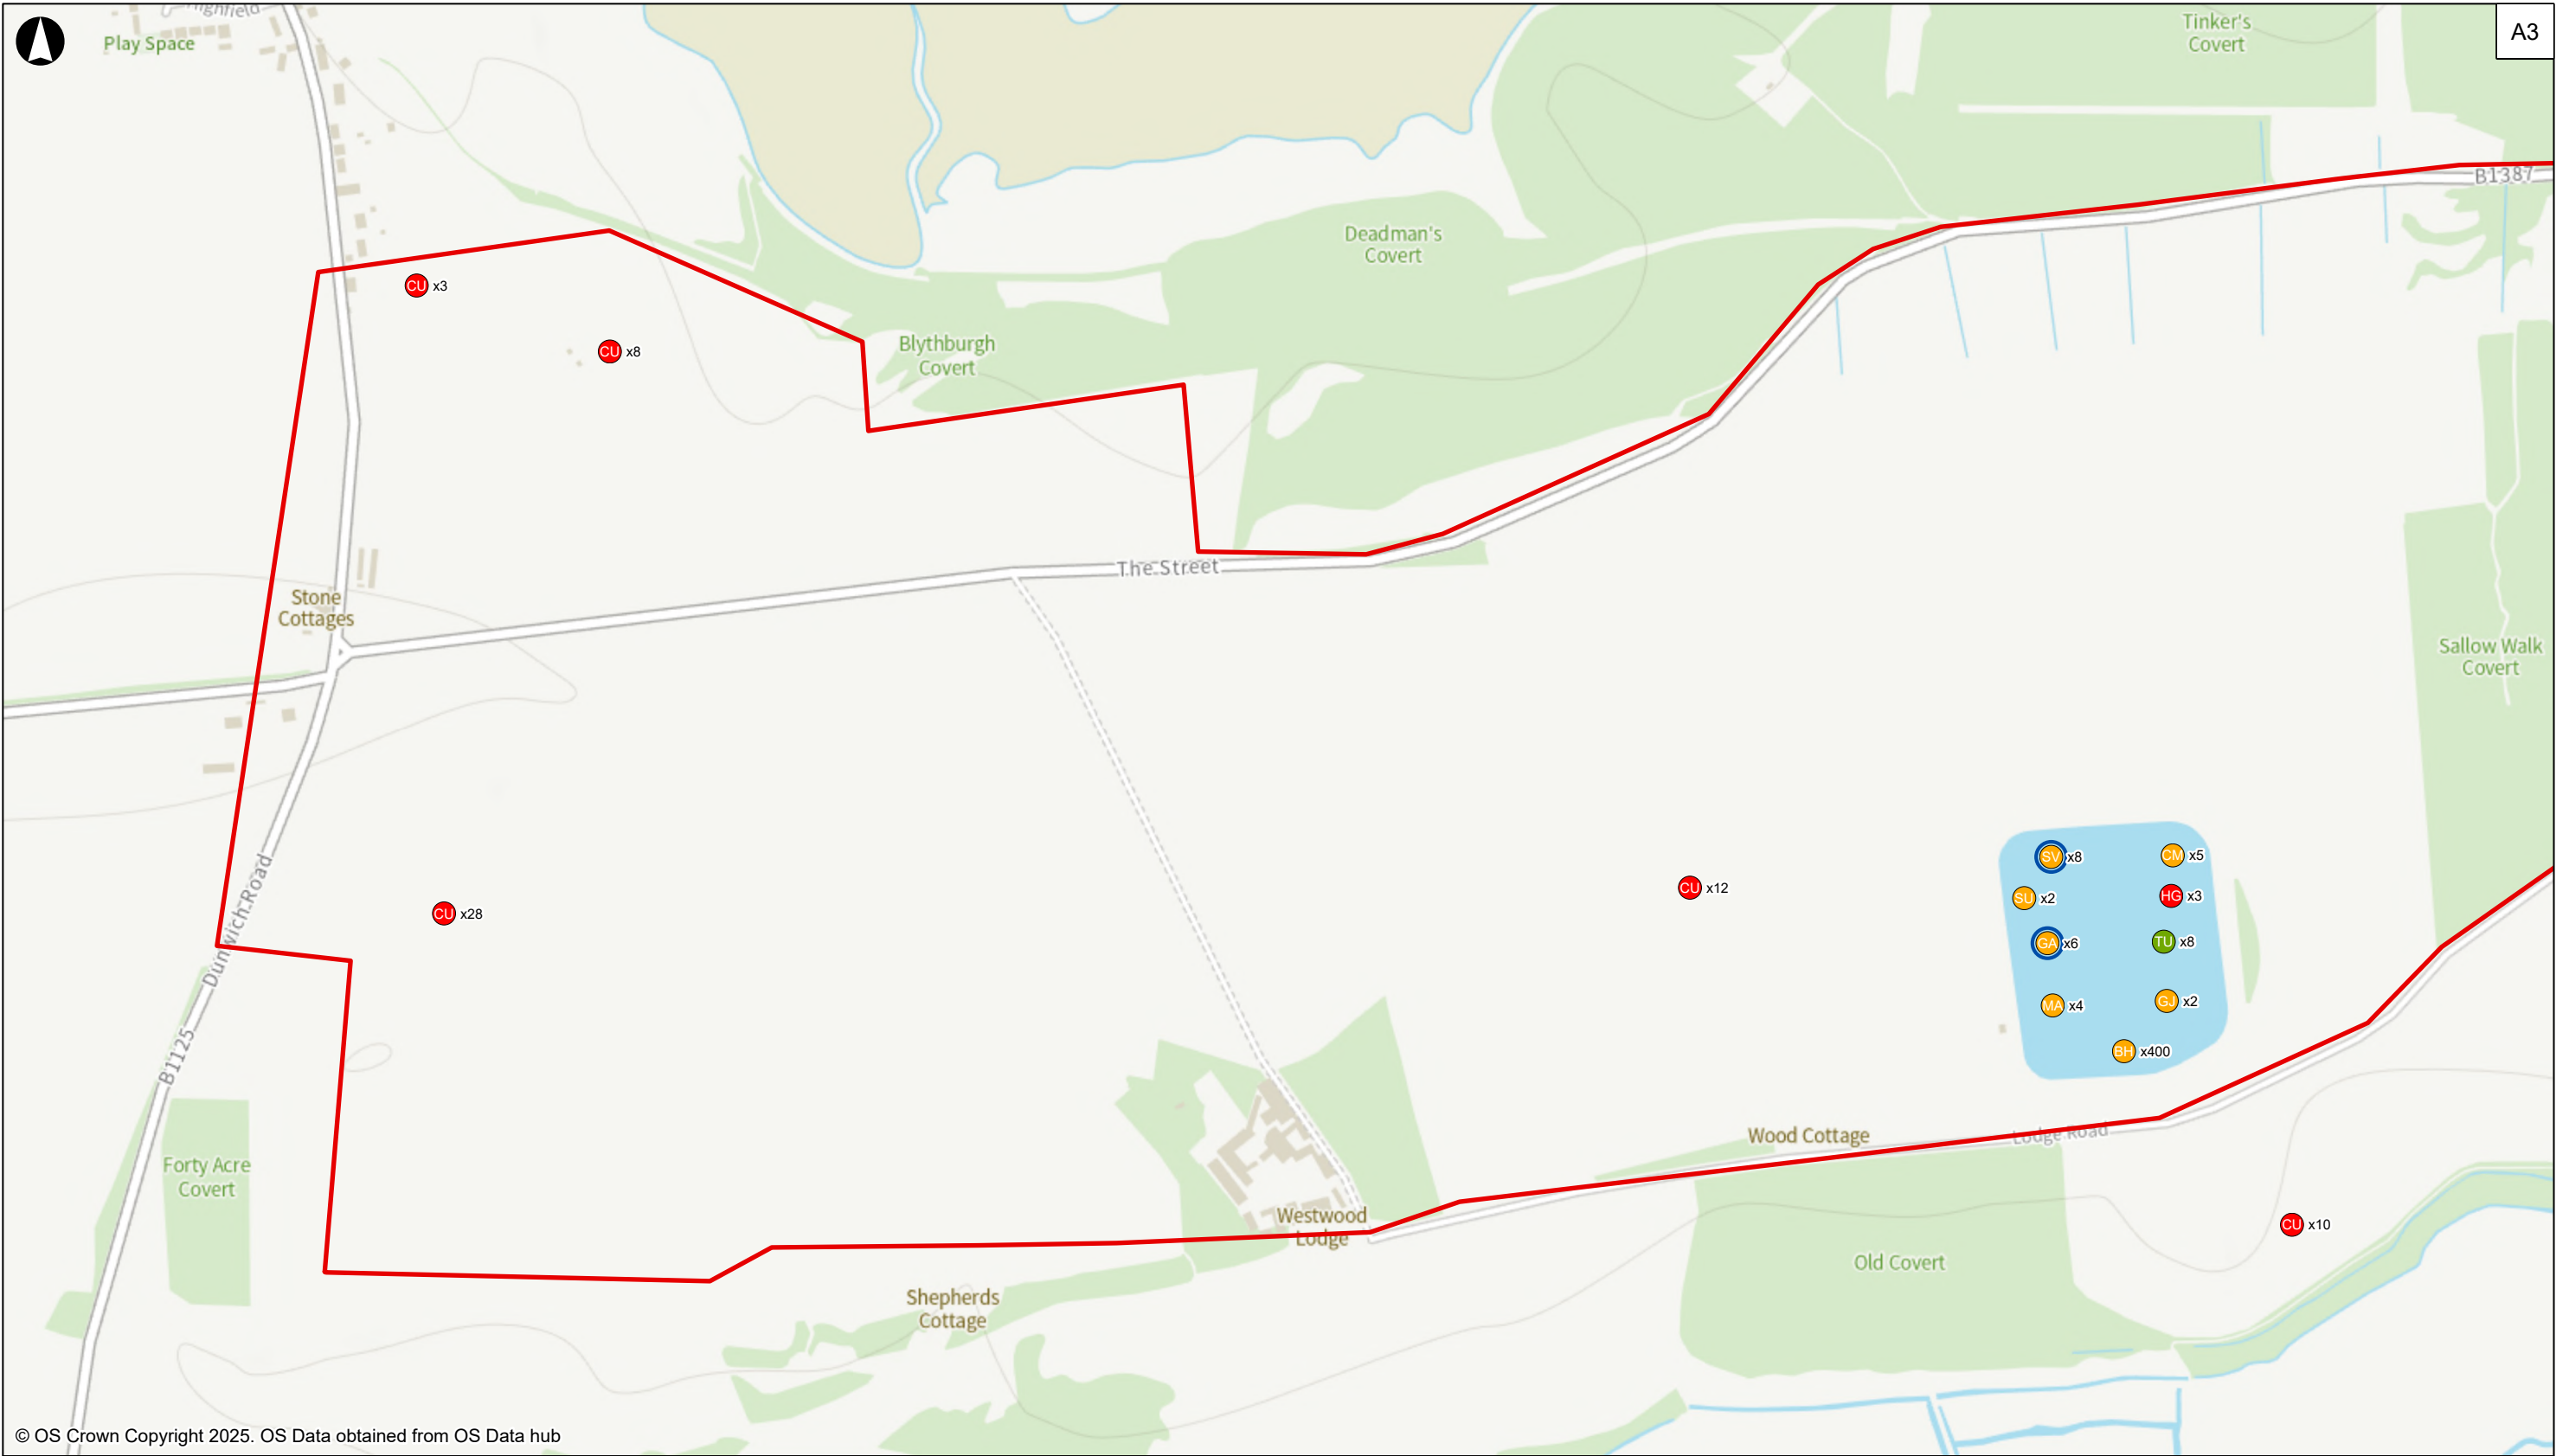 Highfield
Play Space
Tinker's
Covert
A3
B1387
Deadman's
Covert
CU x3
Blythburgh
Covert
CU x8
The Street
Stone
Cottages
Sallow Walk
Covert
SV x8
CM x5
CU x12
SU x2
HG x3
CU x28
GA x6
TU x8
Dunwich Road
MA x4
GJ x2
BH x400
B1125
Wood Cottage
Lodge Road
Forty Acre
Covert
Westwood
Lodge
CU x10
Old Covert
Shepherds
Cottage
© OS Crown Copyright 2025. OS Data obtained from OS Data hub